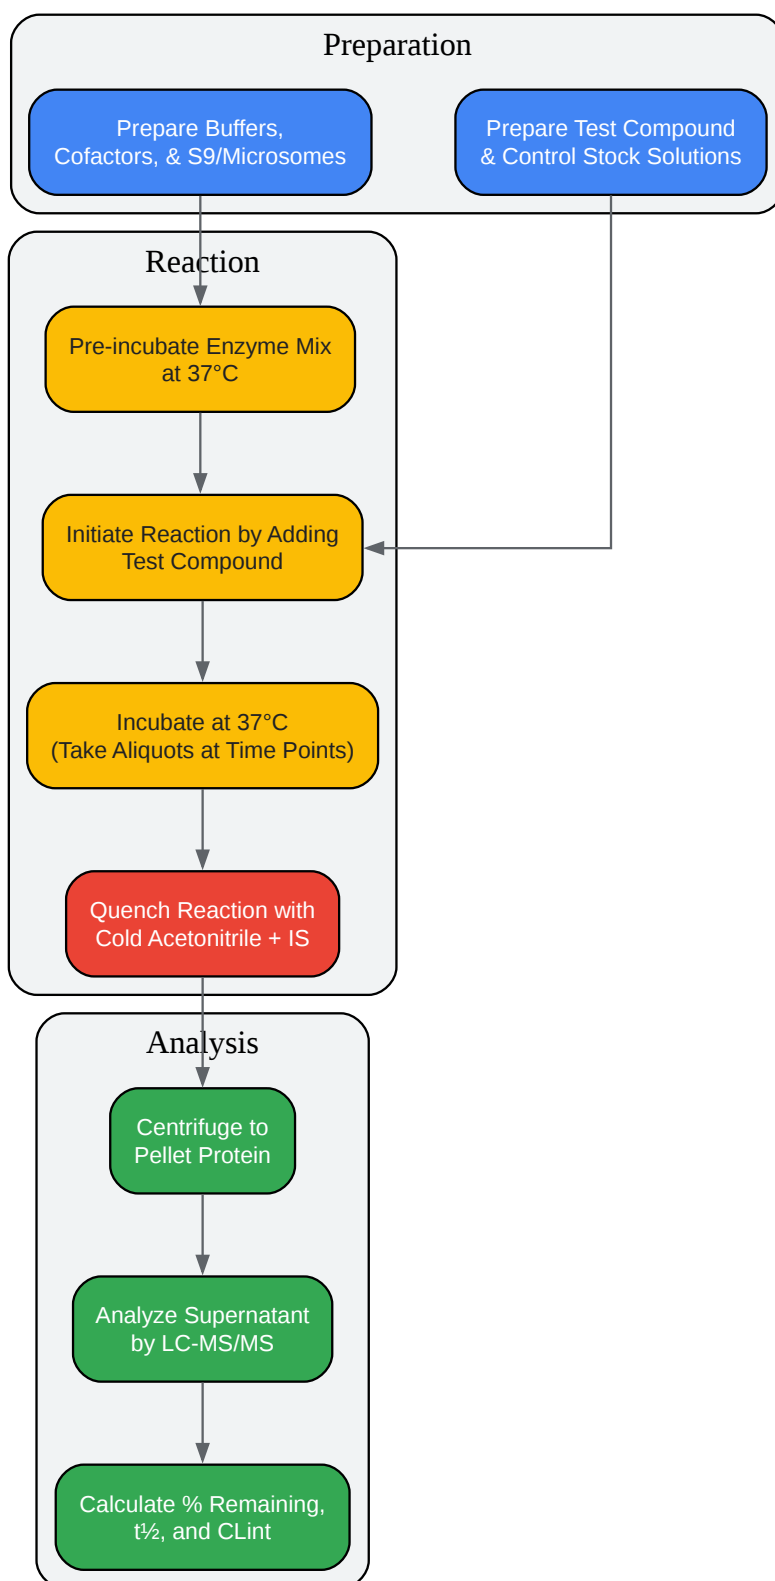 Preparation
Prepare Buffers,
Cofactors, & S9/Microsomes
Prepare Test Compound
& Control Stock Solutions
Reaction
Pre-incubate Enzyme Mix
at 37°C
Initiate Reaction by Adding
Test Compound
Incubate at 37°C
(Take Aliquots at Time Points)
Quench Reaction with
Cold Acetonitrile + IS
Analysis
Centrifuge to
Pellet Protein
Analyze Supernatant
by LC-MS/MS
Calculate % Remaining,
t½, and CLint